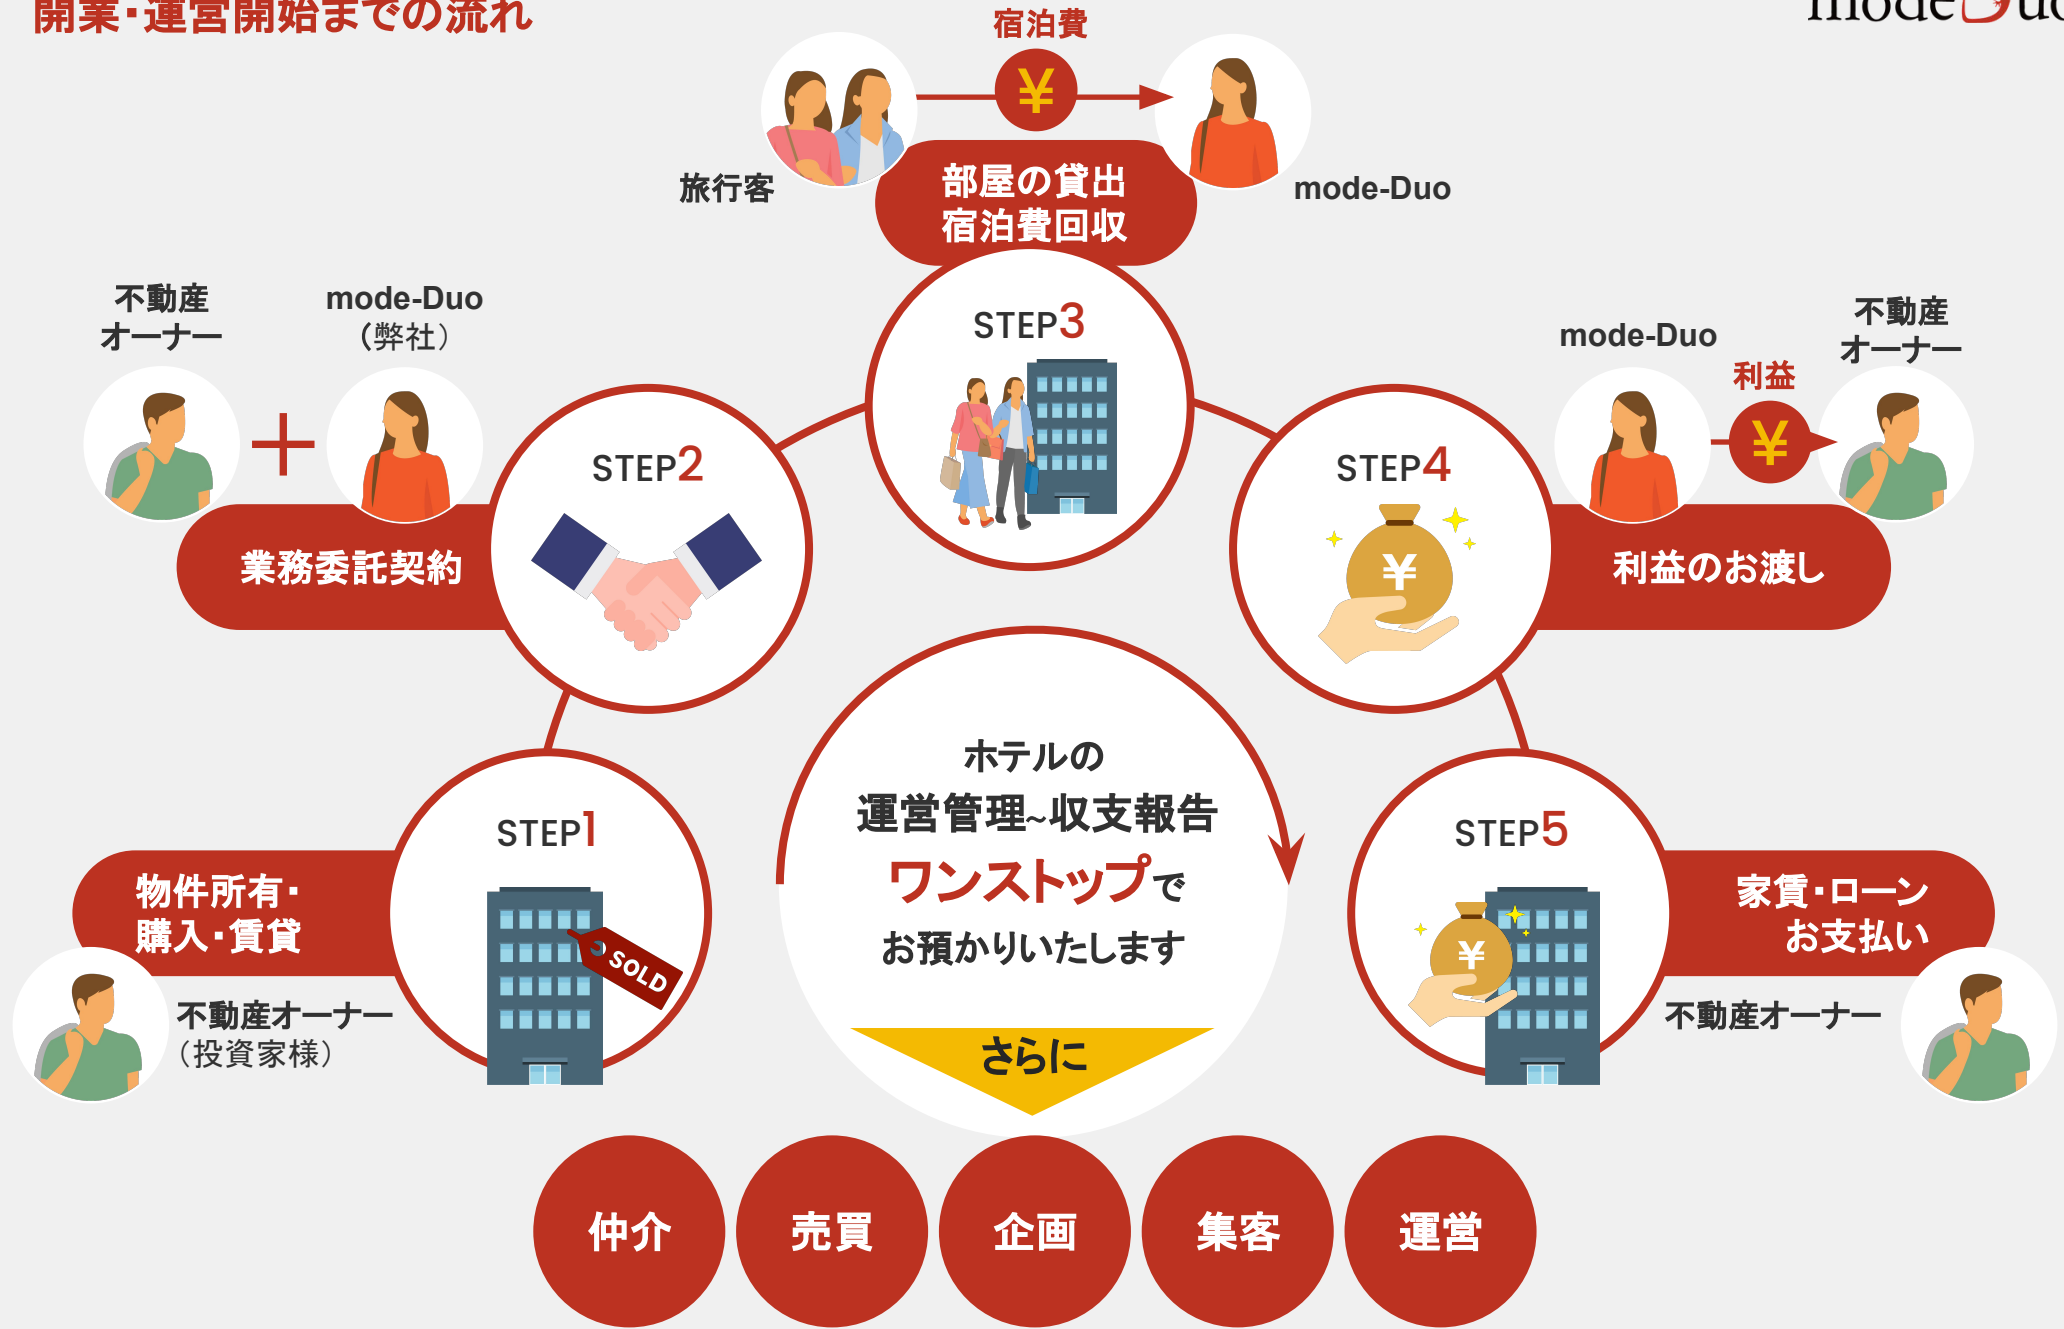 開業・運営開始までの流れ
mode Duo
宿泊費
¥
旅行客
mode-Duo
部屋の貸出
宿泊費回収
STEP3
不動産
オーナー
mode-Duo
（弊社）
業務委託契約
STEP2
STEP4
¥
mode-Duo
利益
¥
不動産
オーナー
利益のお渡し
STEP1
SOLD
物件所有・
購入・賃貸
不動産オーナー
（投資家様）
ホテルの
運営管理~収支報告
ワンストップで
お預かりいたします
さらに
STEP5
¥
家賃・ローン
お支払い
不動産オーナー
仲介
売買
企画
集客
運営